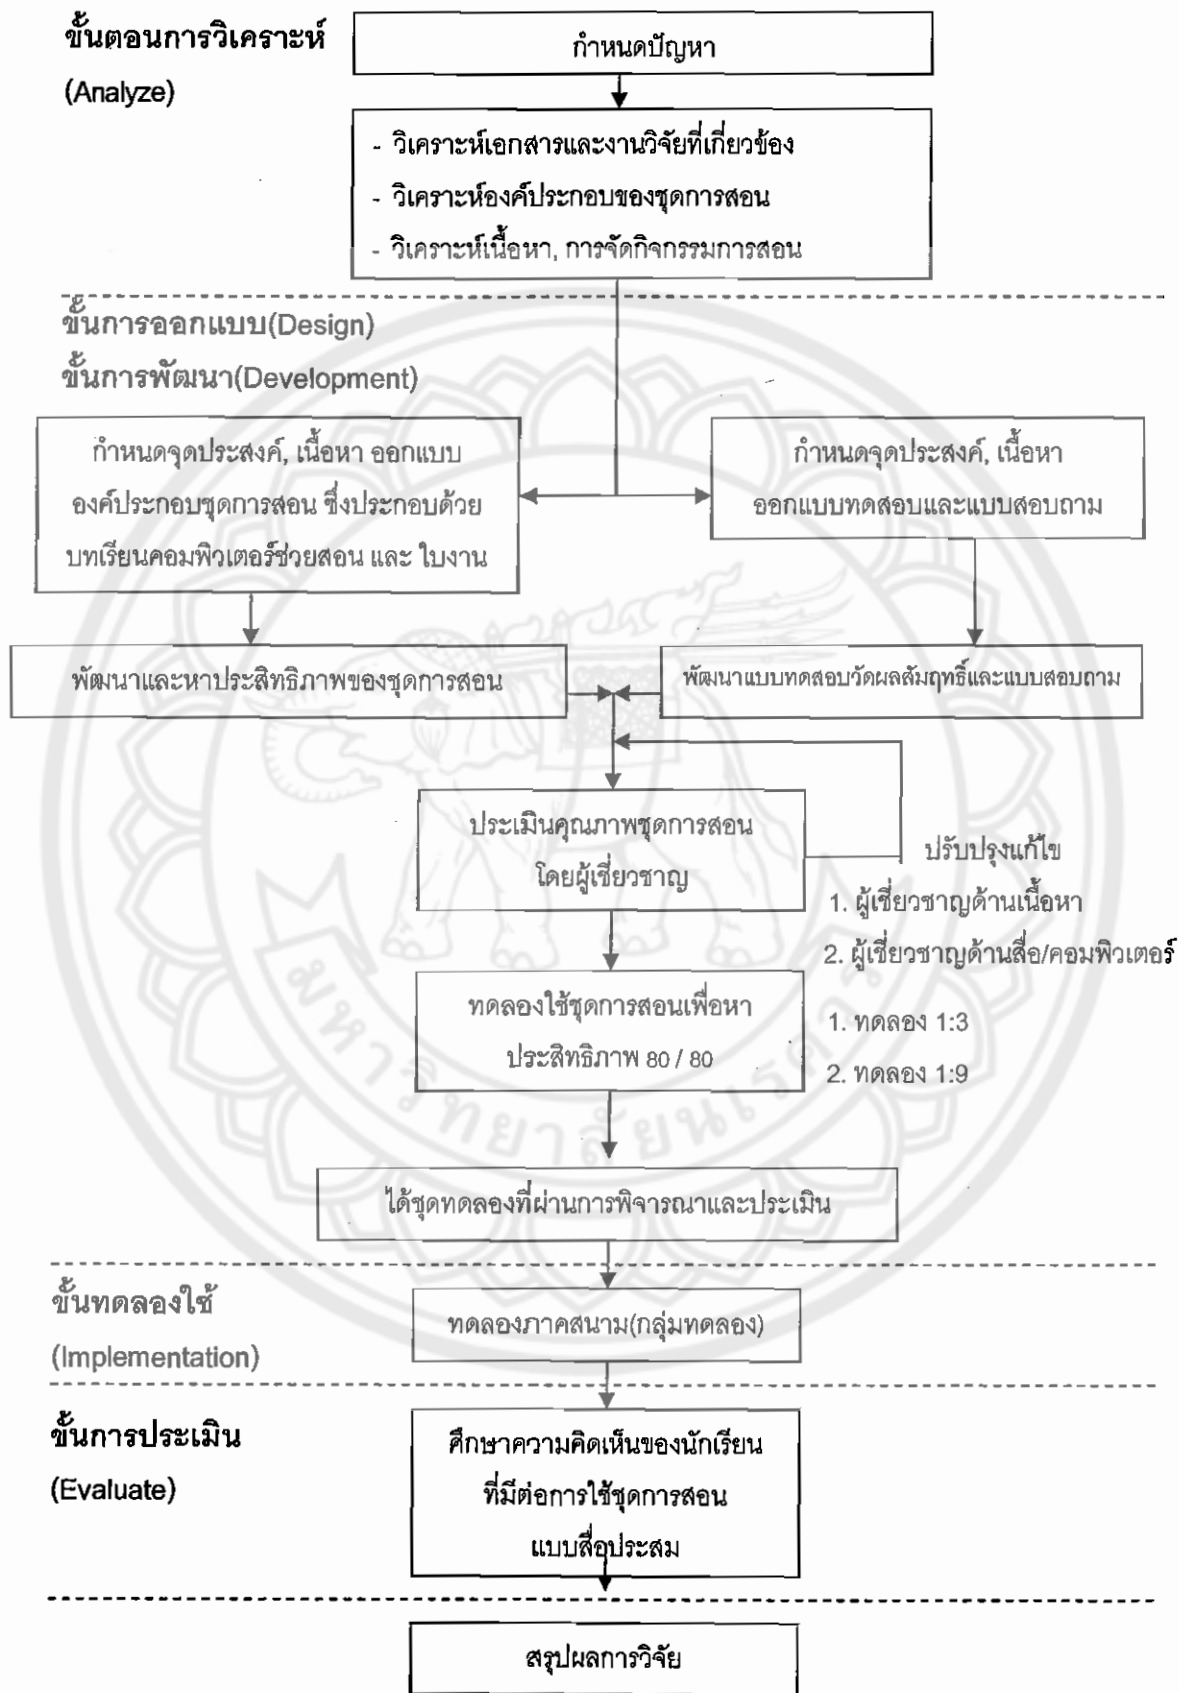 ขั้นตอนการวิเคราะห์
(Analyze)
กำหนดปัญหา
- วิเคราะห์เอกสารและงานวิจัยที่เกี่ยวข้อง
- วิเคราะห์องค์ประกอบของชุดการสอน
- วิเคราะห์เนื้อหา, การจัดกิจกรรมการสอน
ขั้นการออกแบบ(Design)
ขั้นการพัฒนา(Development)
กำหนดจุดประสงค์, เนื้อหา ออกแบบ
องค์ประกอบชุดการสอน ซึ่งประกอบด้วย
บทเรียนคอมพิวเตอร์ช่วยสอน และ ใบงาน
กำหนดจุดประสงค์, เนื้อหา
ออกแบบทดสอบและแบบสอบถาม
พัฒนาและหาประสิทธิภาพของชุดการสอน
พัฒนาแบบทดสอบวัดผลสัมฤทธิ์และแบบสอบถาม
ประเมินคุณภาพชุดการสอน
โดยผู้เชี่ยวชาญ
ปรับปรุงแก้ไข
1. ผู้เชี่ยวชาญด้านเนื้อหา
2. ผู้เชี่ยวชาญด้านสื่อ/คอมพิวเตอร์
ทดลองใช้ชุดการสอนเพื่อหา
ประสิทธิภาพ 80 / 80
1. ทดลอง 1:3
2. ทดลอง 1:9
มหาวิทยาลัยนเรศวร
ได้ชุดทดลองที่ผ่านการพิจารณาและประเมิน
ขั้นทดลองใช้
(Implementation)
ทดลองภาคสนาม(กลุ่มทดลอง)
ขั้นการประเมิน
(Evaluate)
ศึกษาความคิดเห็นของนักเรียน
ที่มีต่อการใช้ชุดการสอน
แบบสื่อประสม
สรุปผลการวิจัย